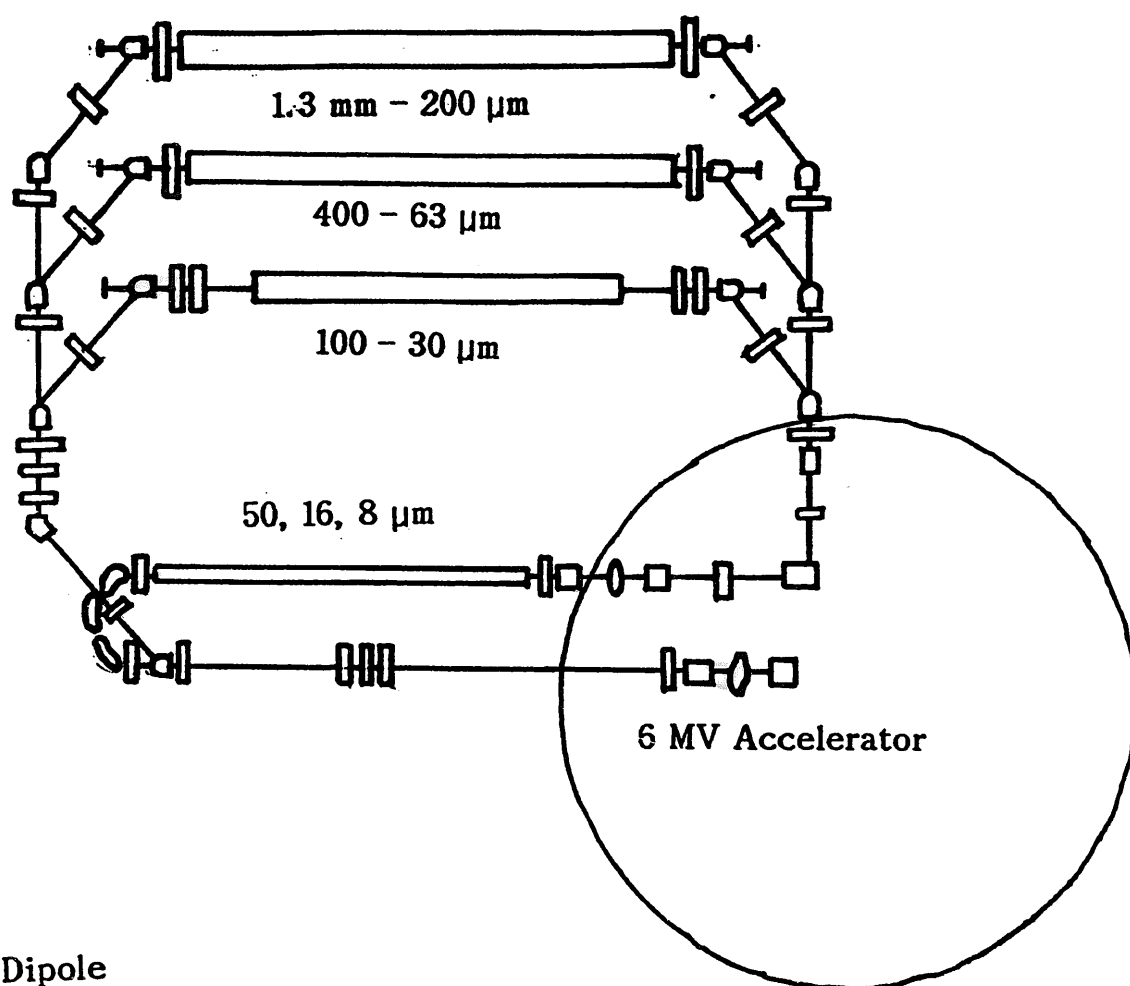 1.3 mm - 200 μm
400 - 63 μm
100 - 30 μm
50, 16, 8 μm
6 MV Accelerator
Dipole